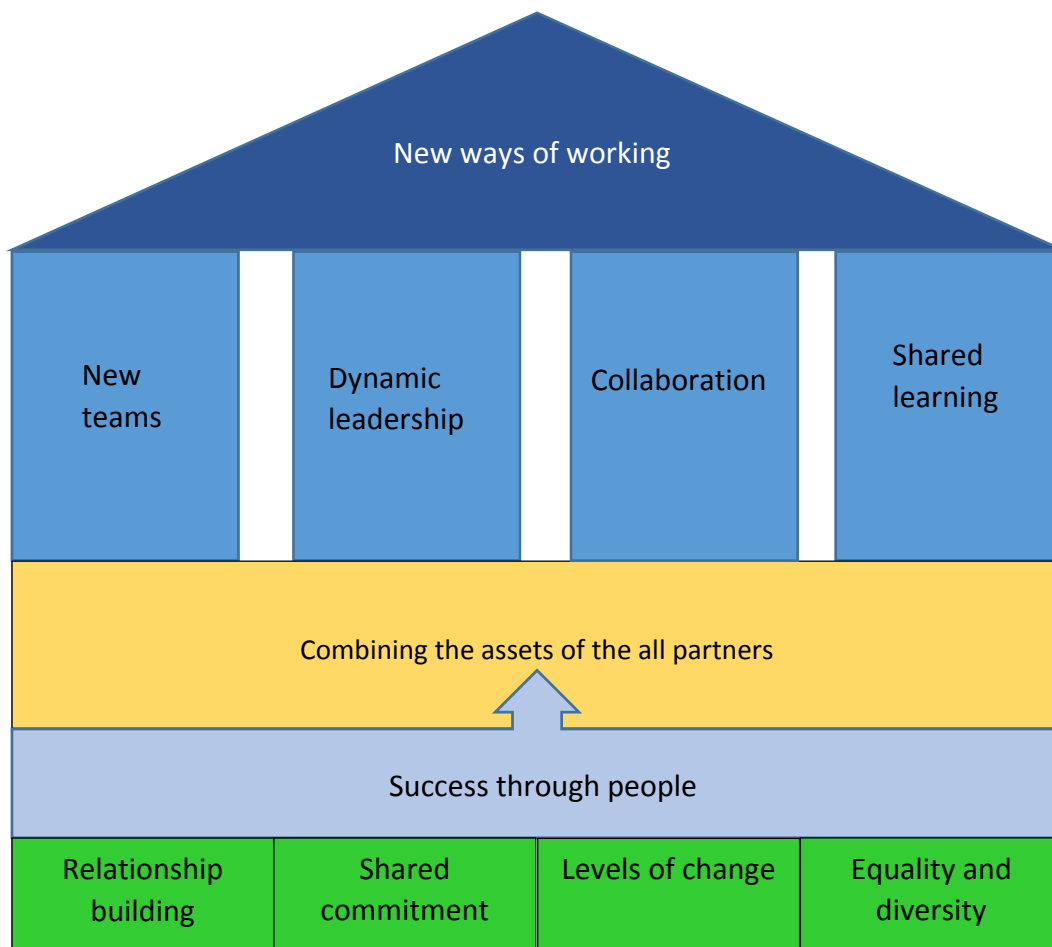 New ways of working
New
teams
Dynamic
leadership
Collaboration
Shared
learning
Combining the assets of the all partners
Success through people
Relationship
building
Shared
commitment
Levels of change
Equality and
diversity